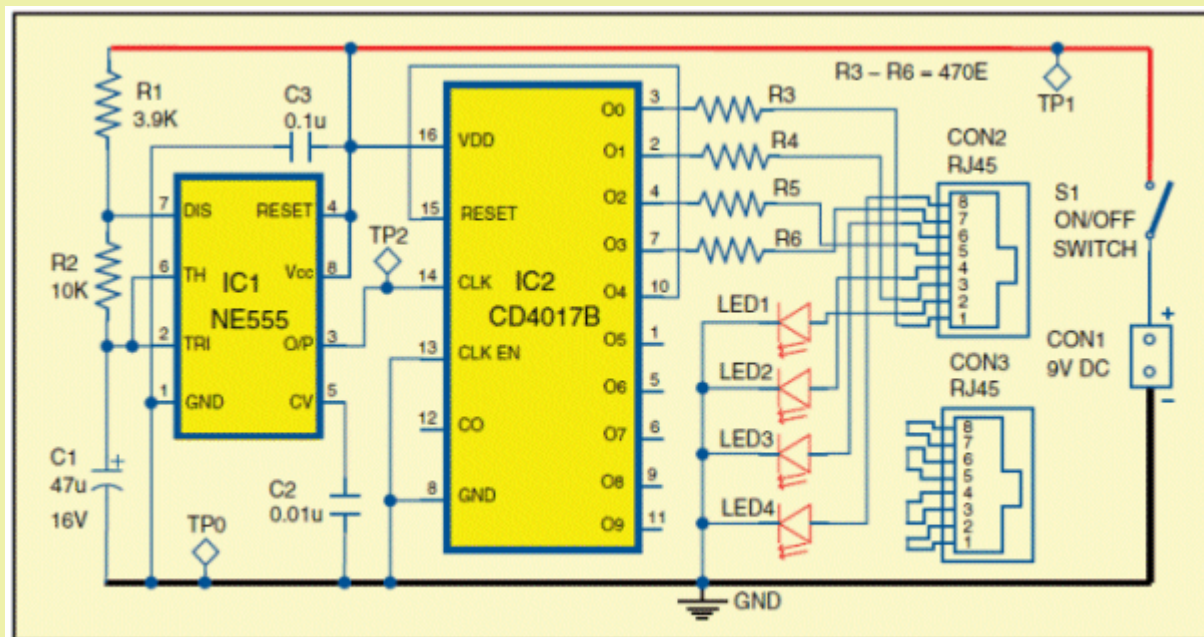 R1
3.9K
C3
0.1u
R3 – R6 = 470E
TP1
16
VDD
O0
3
R3
O1
2
R4
CON2
RJ45
7
DIS
RESET
4
15
RESET
O2
4
R5
S1
ON/OFF
SWITCH
8
7
6
5
4
3
2
1
R2
10K
6
TH
Vcc
8
IC1
NE555
TP2
14
CLK
IC2
CD4017B
O3
7
R6
O4
10
LED1
2
TRI
O/P
3
13
CLK EN
O5
1
+
CON1
9V DC
–
CON3
RJ45
1
GND
CV
5
12
CO
O6
5
LED2
O7
6
LED3
8
7
6
5
4
3
2
1
C1
+
47u
16V
TP0
C2
0.01u
8
GND
O8
9
LED4
O9
11
GND